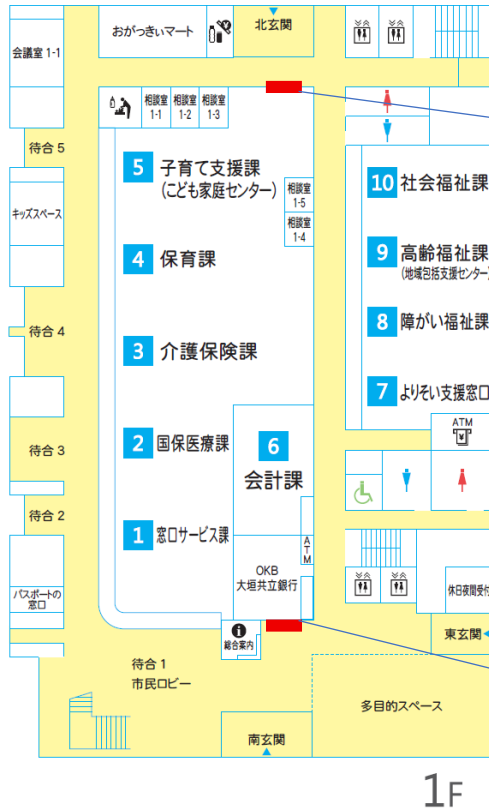 会議室 1-1
おがっきぃマート
北玄関
相談室
1-1
相談室
1-2
相談室
1-3
待合 5
5 子育て支援課
(こども家庭センター)
相談室
1-5
相談室
1-4
10 社会福祉課
キッズスペース
4 保育課
9 高齢福祉課
(地域包括支援センター)
8 障がい福祉課
待合 4
3 介護保険課
7 よりそい支援窓口
ATM
待合 3
2 国保医療課
6
会計課
待合 2
1 窓口サービス課
ATM
OKB
大垣共立銀行
パスポートの
窓口
休日夜間受付
総合案内
東玄関
待合 1
市民ロビー
多目的スペース
南玄関
1F